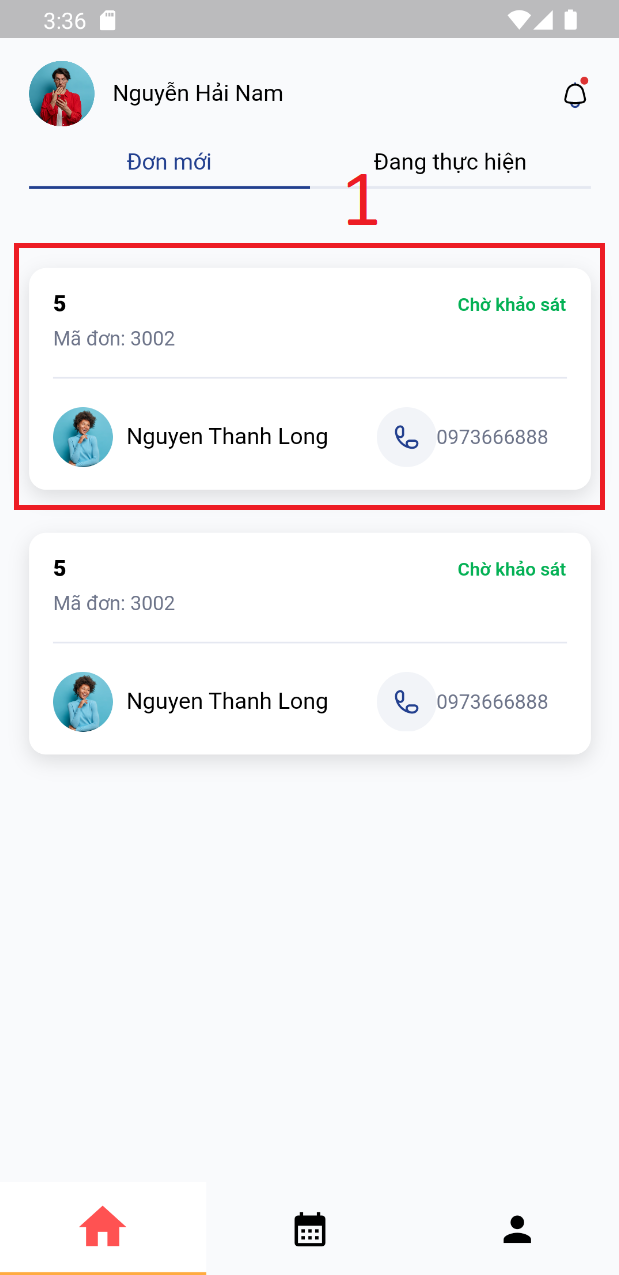 3:36
Nguyễn Hải Nam
Đơn mới
Đang thực hiện
1
5
Chờ khảo sát
Mã đơn: 3002
Nguyen Thanh Long
0973666888
5
Chờ khảo sát
Mã đơn: 3002
Nguyen Thanh Long
0973666888